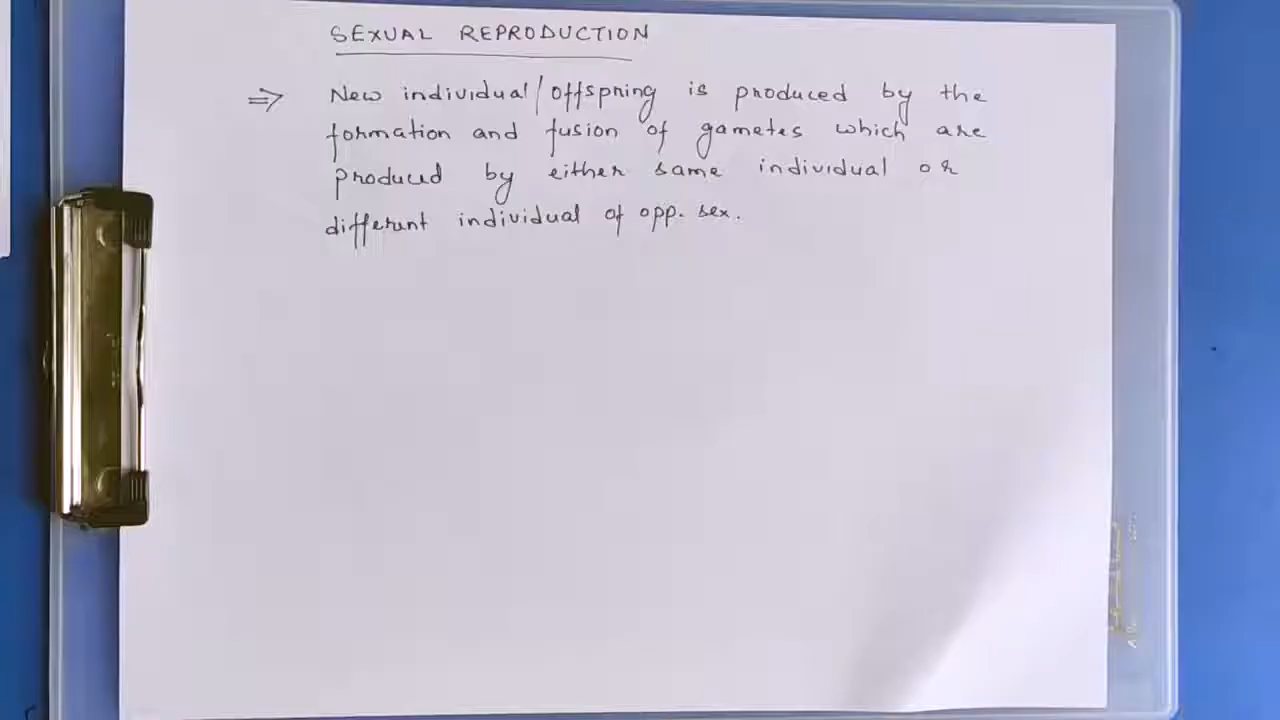 SEXUAL REPRODUCTION
⇒ New individual/offspring is produced by the
formation and fusion of gametes which are
produced by either same individual or
different individual of opp. sex.